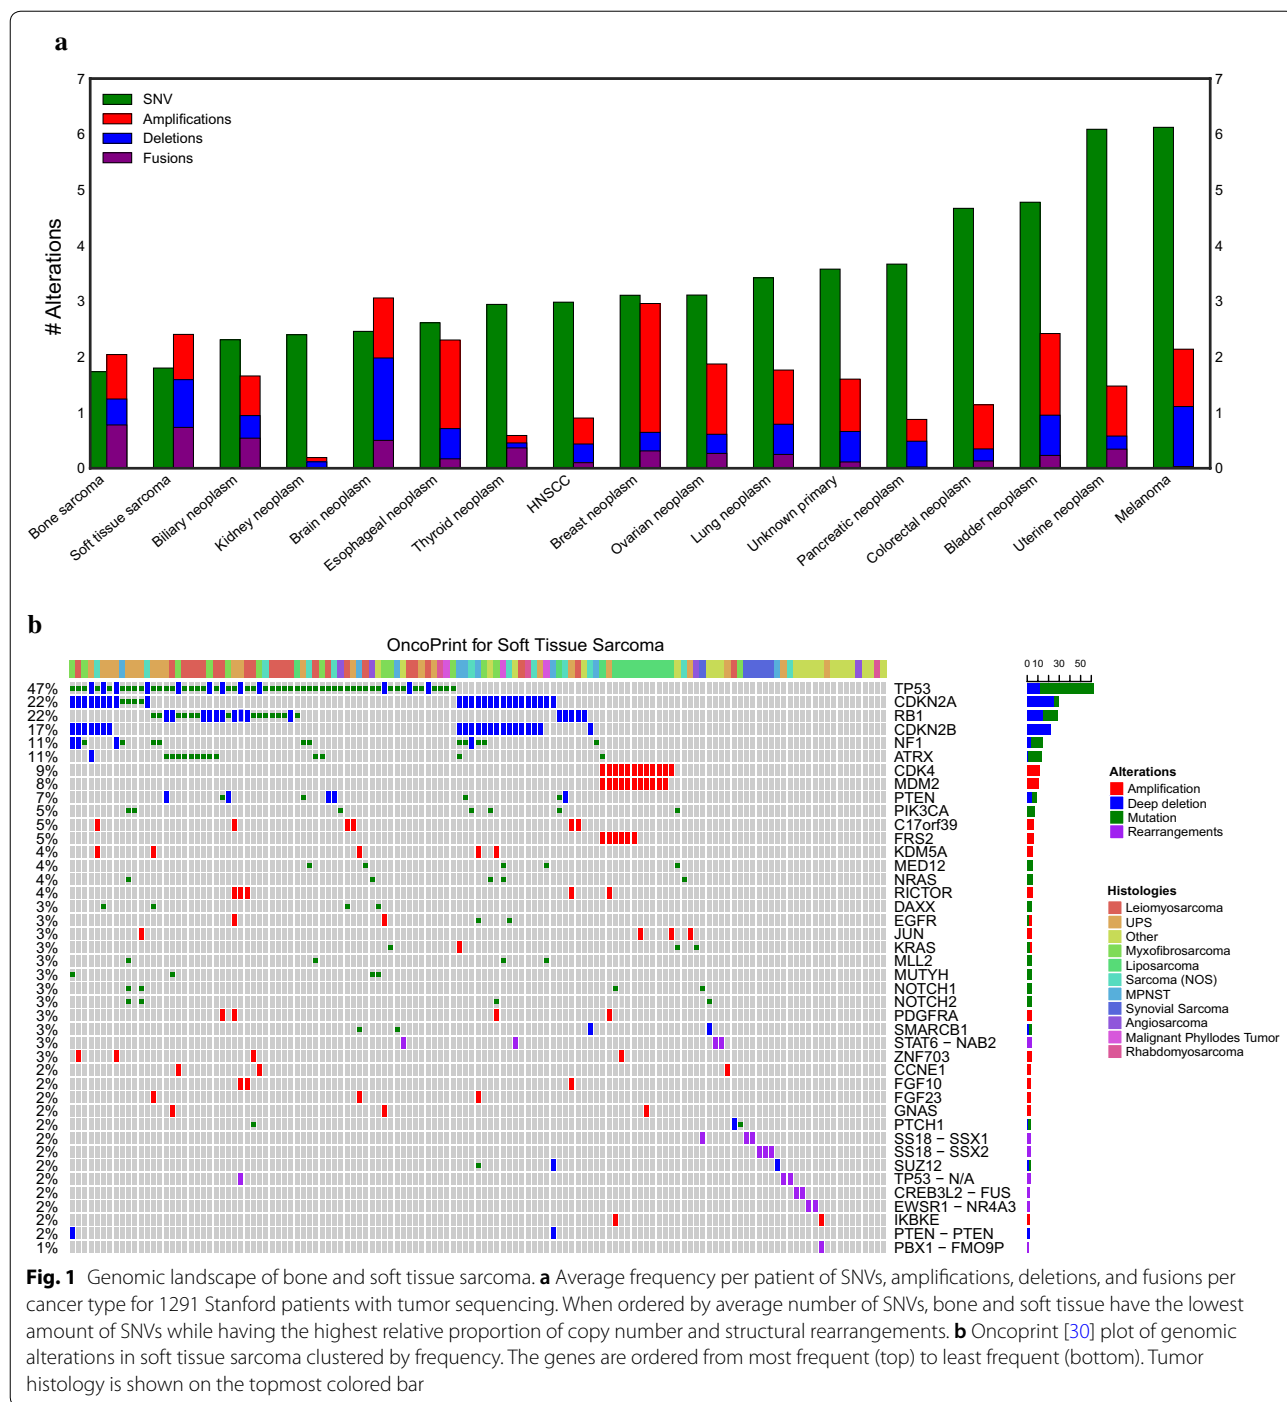 a
7
6
5
4
3
2
1
0
7
6
5
4
3
2
1
0
# Alterations
SNV
Amplifications
Deletions
Fusions
Bone sarcoma
Soft tissue sarcoma
Biliary neoplasm
Kidney neoplasm
Brain neoplasm
Esophageal neoplasm
Thyroid neoplasm
HNSCC
Breast neoplasm
Ovarian neoplasm
Lung neoplasm
Unknown primary
Pancreatic neoplasm
Colorectal neoplasm
Bladder neoplasm
Uterine neoplasm
Melanoma
b
OncoPrint for Soft Tissue Sarcoma
0 10 30 50
47% TP53
22% CDKN2A
22% RB1
17% CDKN2B
11% NF1
11% ATRX
9% CDK4
8% MDM2
7% PTEN
5% PIK3CA
5% C17orf39
5% FRS2
4% KDM5A
4% MED12
4% NRAS
4% RICTOR
3% DAXX
3% EGFR
3% JUN
3% KRAS
3% MLL2
3% MUTYH
3% NOTCH1
3% NOTCH2
3% PDGFRA
3% SMARCB1
3% STAT6 − NAB2
3% ZNF703
2% CCNE1
2% FGF10
2% FGF23
2% GNAS
2% PTCH1
2% SS18 − SSX1
2% SS18 − SSX2
2% SUZ12
2% TP53 − N/A
2% CREB3L2 − FUS
2% EWSR1 − NR4A3
2% IKBKE
2% PTEN − PTEN
1% PBX1 − FMO9P
Alterations
Amplification
Deep deletion
Mutation
Rearrangements
Histologies
Leiomyosarcoma
UPS
Other
Myxofibrosarcoma
Liposarcoma
Sarcoma (NOS)
MPNST
Synovial Sarcoma
Angiosarcoma
Malignant Phyllodes Tumor
Rhabdomyosarcoma
Fig. 1 Genomic landscape of bone and soft tissue sarcoma. a Average frequency per patient of SNVs, amplifications, deletions, and fusions per
cancer type for 1291 Stanford patients with tumor sequencing. When ordered by average number of SNVs, bone and soft tissue have the lowest
amount of SNVs while having the highest relative proportion of copy number and structural rearrangements. b Oncoprint [30] plot of genomic
alterations in soft tissue sarcoma clustered by frequency. The genes are ordered from most frequent (top) to least frequent (bottom). Tumor
histology is shown on the topmost colored bar